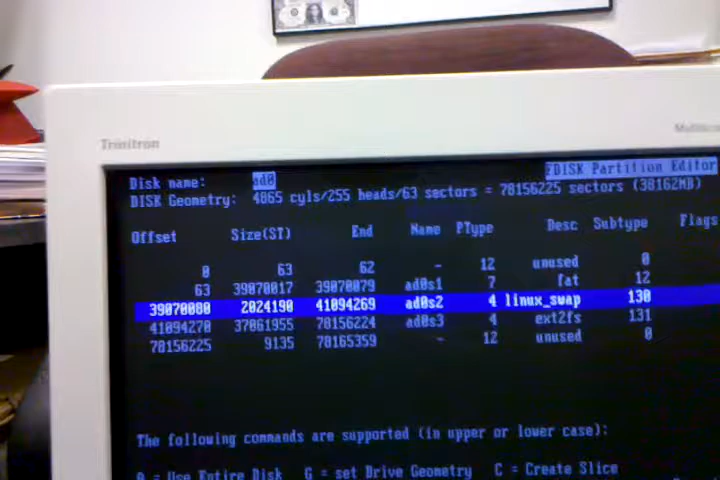 Trinitron
Disk name: ad0
FDISK Partition Editor
DISK Geometry: 4865 cyls/255 heads/63 sectors = 78156225 sectors (38162MB)
Offset Size(ST) End Name PType Desc Subtype Flags
0 63 62 - 12 unused 0
63 39070017 39070079 ad0s1 7 fat 12
39070080 2024190 41094269 ad0s2 4 linux_swap 130
41094270 37061955 78156224 ad0s3 4 ext2fs 131
78156225 9135 78165359 - 12 unused 0
The following commands are supported (in upper or lower case):
A = Use Entire Disk G = set Drive Geometry C = Create Slice